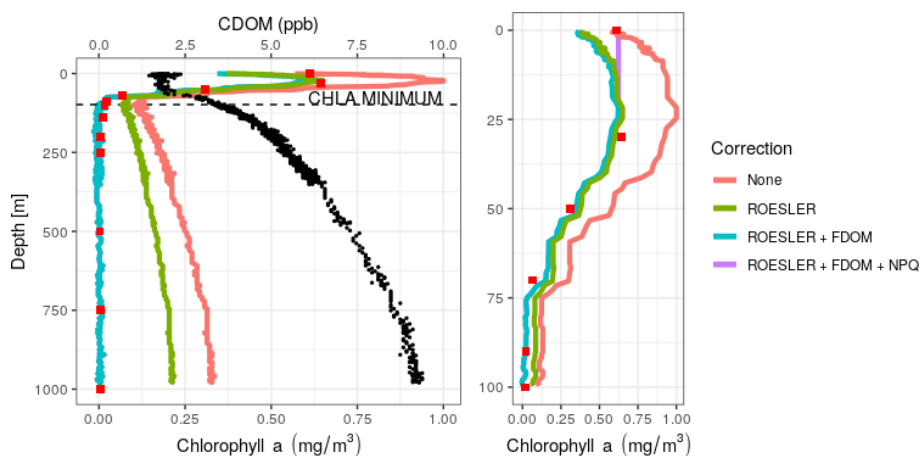 CDOM (ppb)
0.0 2.5 5.0 7.5 10.0
0
250
500
750
1000
Depth [m]
CHLA MINIMUM
0.00 0.25 0.50 0.75 1.00
Chlorophyll a (mg/m³)
0
25
50
75
100
0.00 0.25 0.50 0.75 1.00
Chlorophyll a (mg/m³)
Correction
None
ROESLER
ROESLER + FDOM
ROESLER + FDOM + NPQ